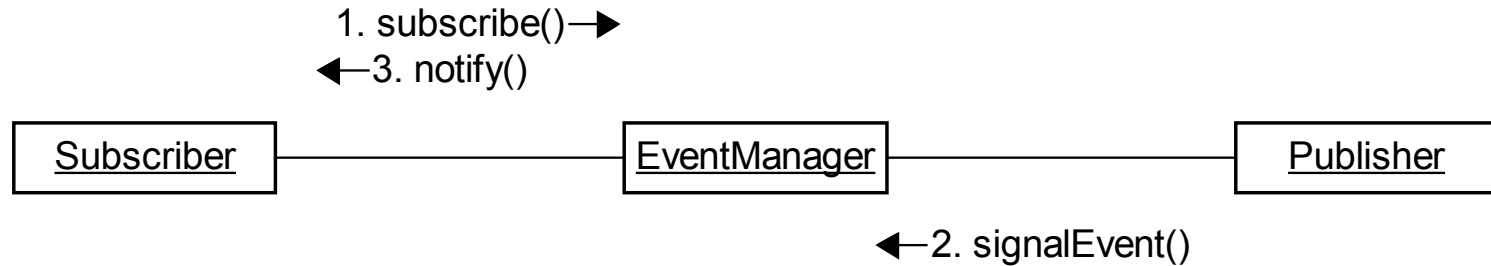 1. subscribe()
3. notify()
Subscriber
EventManager
Publisher
2. signalEvent()